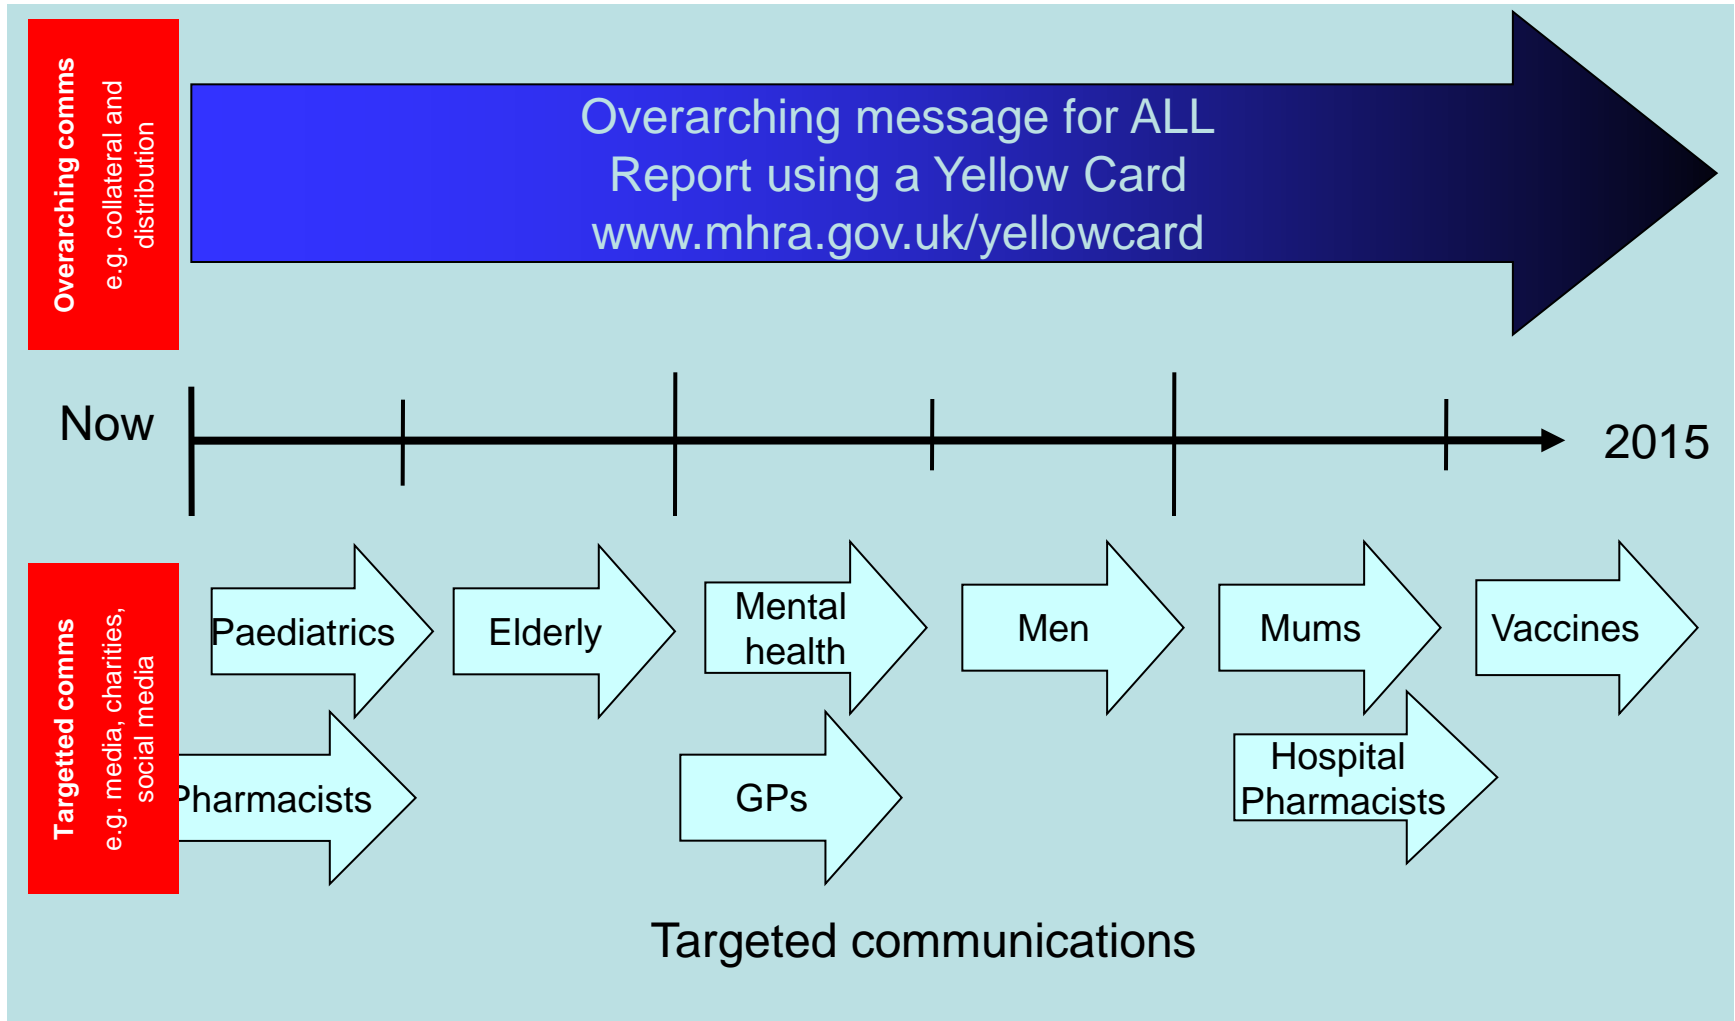 Overarching comms
e.g. collateral and
distribution
Overarching message for ALL
Report using a Yellow Card
www.mhra.gov.uk/yellowcard
Now
2015
Targetted comms
e.g. media, charities,
social media
Paediatrics
Elderly
Mental
health
Men
Mums
Vaccines
Pharmacists
GPs
Hospital
Pharmacists
Targeted communications